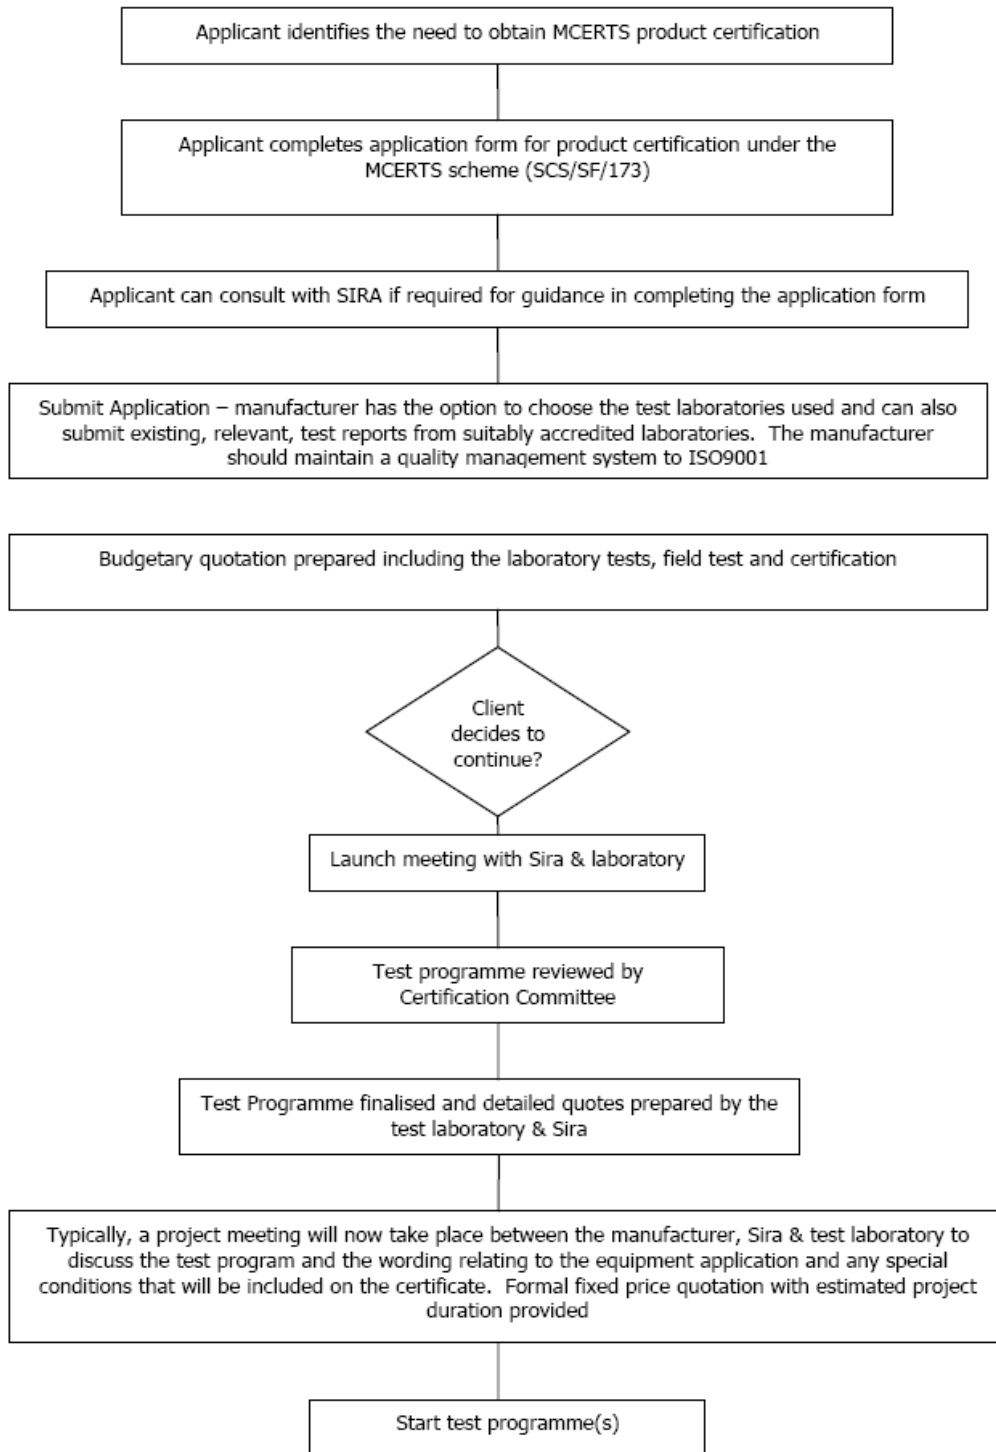 Applicant identifies the need to obtain MCERTS product certification
Applicant completes application form for product certification under the
MCERTS scheme (SCS/SF/173)
Applicant can consult with SIRA if required for guidance in completing the application form
Submit Application – manufacturer has the option to choose the test laboratories used and can also
submit existing, relevant, test reports from suitably accredited laboratories.  The manufacturer
should maintain a quality management system to ISO9001
Budgetary quotation prepared including the laboratory tests, field test and certification
Client
decides to
continue?
Launch meeting with Sira & laboratory
Test programme reviewed by
Certification Committee
Test Programme finalised and detailed quotes prepared by the
test laboratory & Sira
Typically, a project meeting will now take place between the manufacturer, Sira & test laboratory to
discuss the test program and the wording relating to the equipment application and any special
conditions that will be included on the certificate.  Formal fixed price quotation with estimated project
duration provided
Start test programme(s)